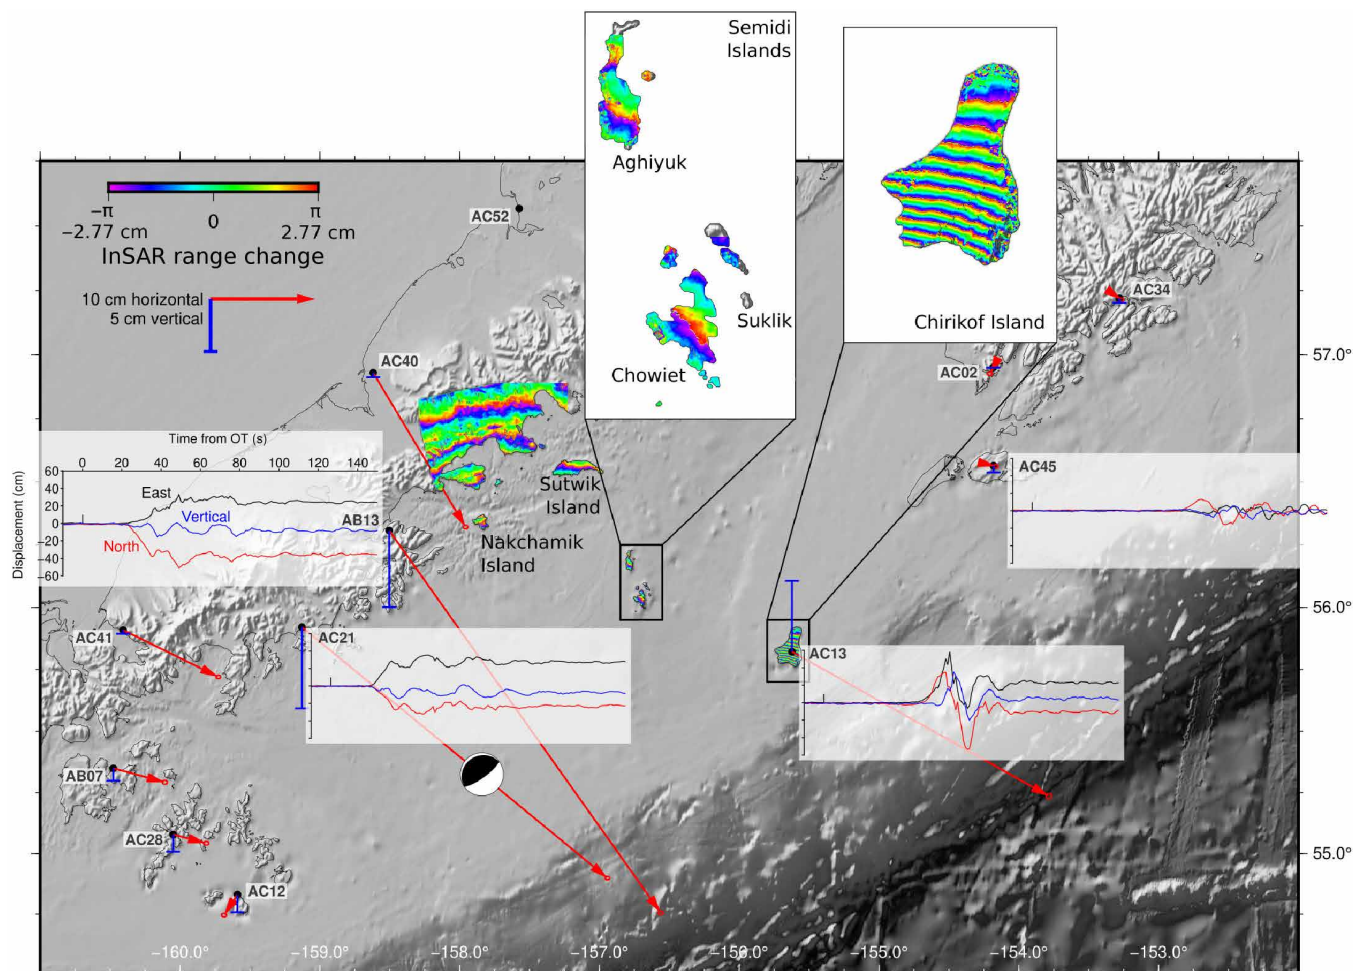 Semidi
Islands
Aghiyuk
Suklik
Chowiet
Chirikof Island
−π
0
π
−2.77 cm
2.77 cm
InSAR range change
10 cm horizontal
5 cm vertical
AC52
AC34
AC40
AC02
57.0°
Time from OT (s)
0
20
40
60
80
100
120
140
Displacement (cm)
60
40
20
0
−20
−40
−60
East
Vertical
North
AB13
Sutwik
Island
Nakchamik
Island
AC45
56.0°
AC41
AC21
AC13
AB07
AC28
AC12
55.0°
−160.0°
−159.0°
−158.0°
−157.0°
−156.0°
−155.0°
−154.0°
−153.0°